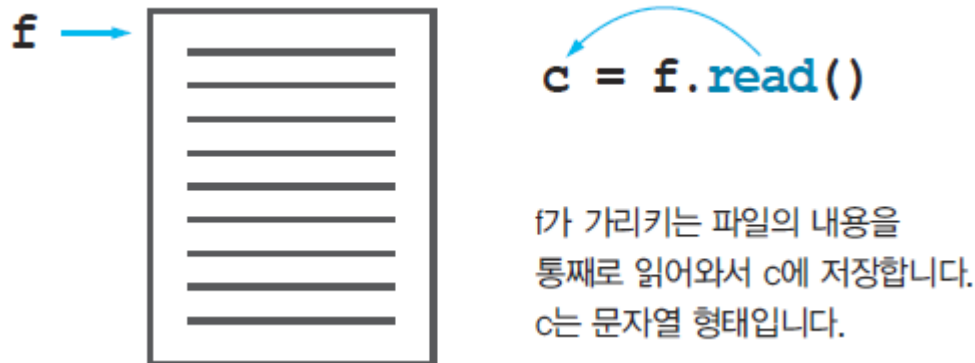 f
c = f.read()
f가 가리키는 파일의 내용을
통째로 읽어와서 c에 저장합니다.
c는 문자열 형태입니다.